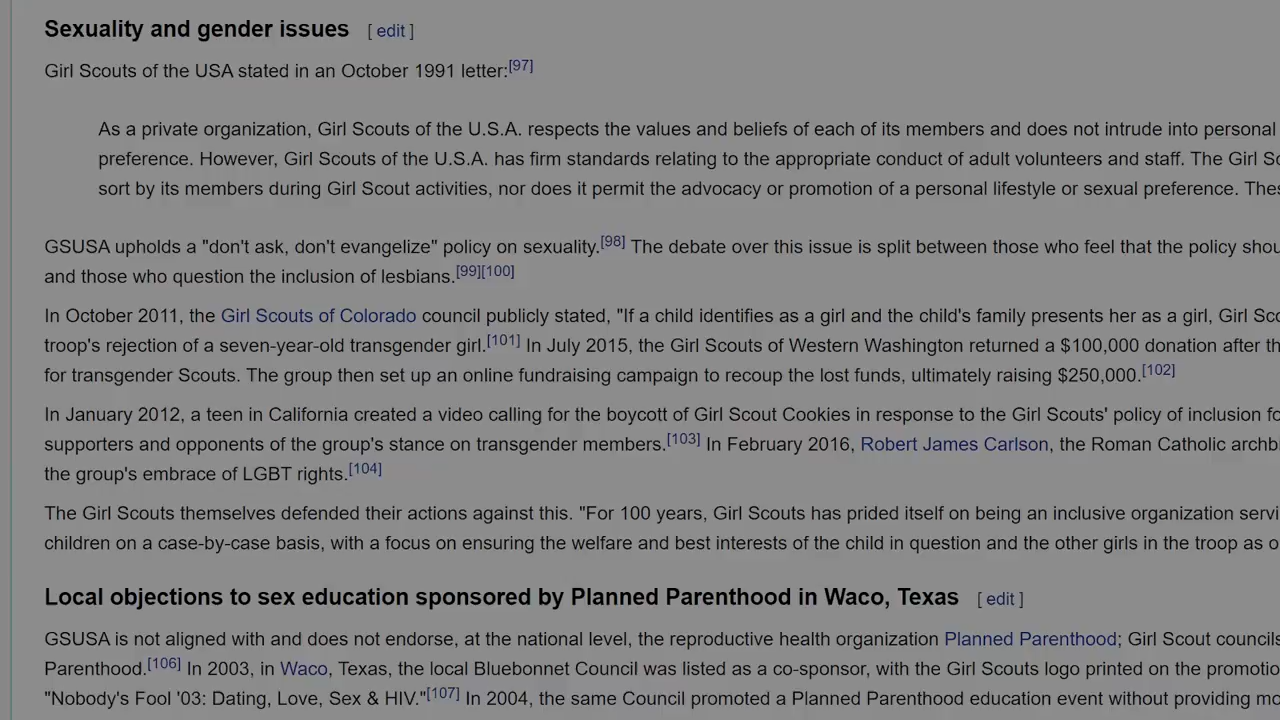 Sexuality and gender issues [ edit ]
Girl Scouts of the USA stated in an October 1991 letter:[97]
As a private organization, Girl Scouts of the U.S.A. respects the values and beliefs of each of its members and does not intrude into personal
preference. However, Girl Scouts of the U.S.A. has firm standards relating to the appropriate conduct of adult volunteers and staff. The Girl Sc
sort by its members during Girl Scout activities, nor does it permit the advocacy or promotion of a personal lifestyle or sexual preference. Thes
GSUSA upholds a "don't ask, don't evangelize" policy on sexuality.[98] The debate over this issue is split between those who feel that the policy shou
and those who question the inclusion of lesbians.[99][100]
In October 2011, the Girl Scouts of Colorado council publicly stated, "If a child identifies as a girl and the child's family presents her as a girl, Girl Sc
troop's rejection of a seven-year-old transgender girl.[101] In July 2015, the Girl Scouts of Western Washington returned a $100,000 donation after th
for transgender Scouts. The group then set up an online fundraising campaign to recoup the lost funds, ultimately raising $250,000.[102]
In January 2012, a teen in California created a video calling for the boycott of Girl Scout Cookies in response to the Girl Scouts' policy of inclusion fo
supporters and opponents of the group's stance on transgender members.[103] In February 2016, Robert James Carlson, the Roman Catholic archb
the group's embrace of LGBT rights.[104]
The Girl Scouts themselves defended their actions against this. "For 100 years, Girl Scouts has prided itself on being an inclusive organization servi
children on a case-by-case basis, with a focus on ensuring the welfare and best interests of the child in question and the other girls in the troop as o
Local objections to sex education sponsored by Planned Parenthood in Waco, Texas [ edit ]
GSUSA is not aligned with and does not endorse, at the national level, the reproductive health organization Planned Parenthood; Girl Scout councils
Parenthood.[106] In 2003, in Waco, Texas, the local Bluebonnet Council was listed as a co-sponsor, with the Girl Scouts logo printed on the promotio
"Nobody's Fool '03: Dating, Love, Sex & HIV."[107] In 2004, the same Council promoted a Planned Parenthood education event without providing mo